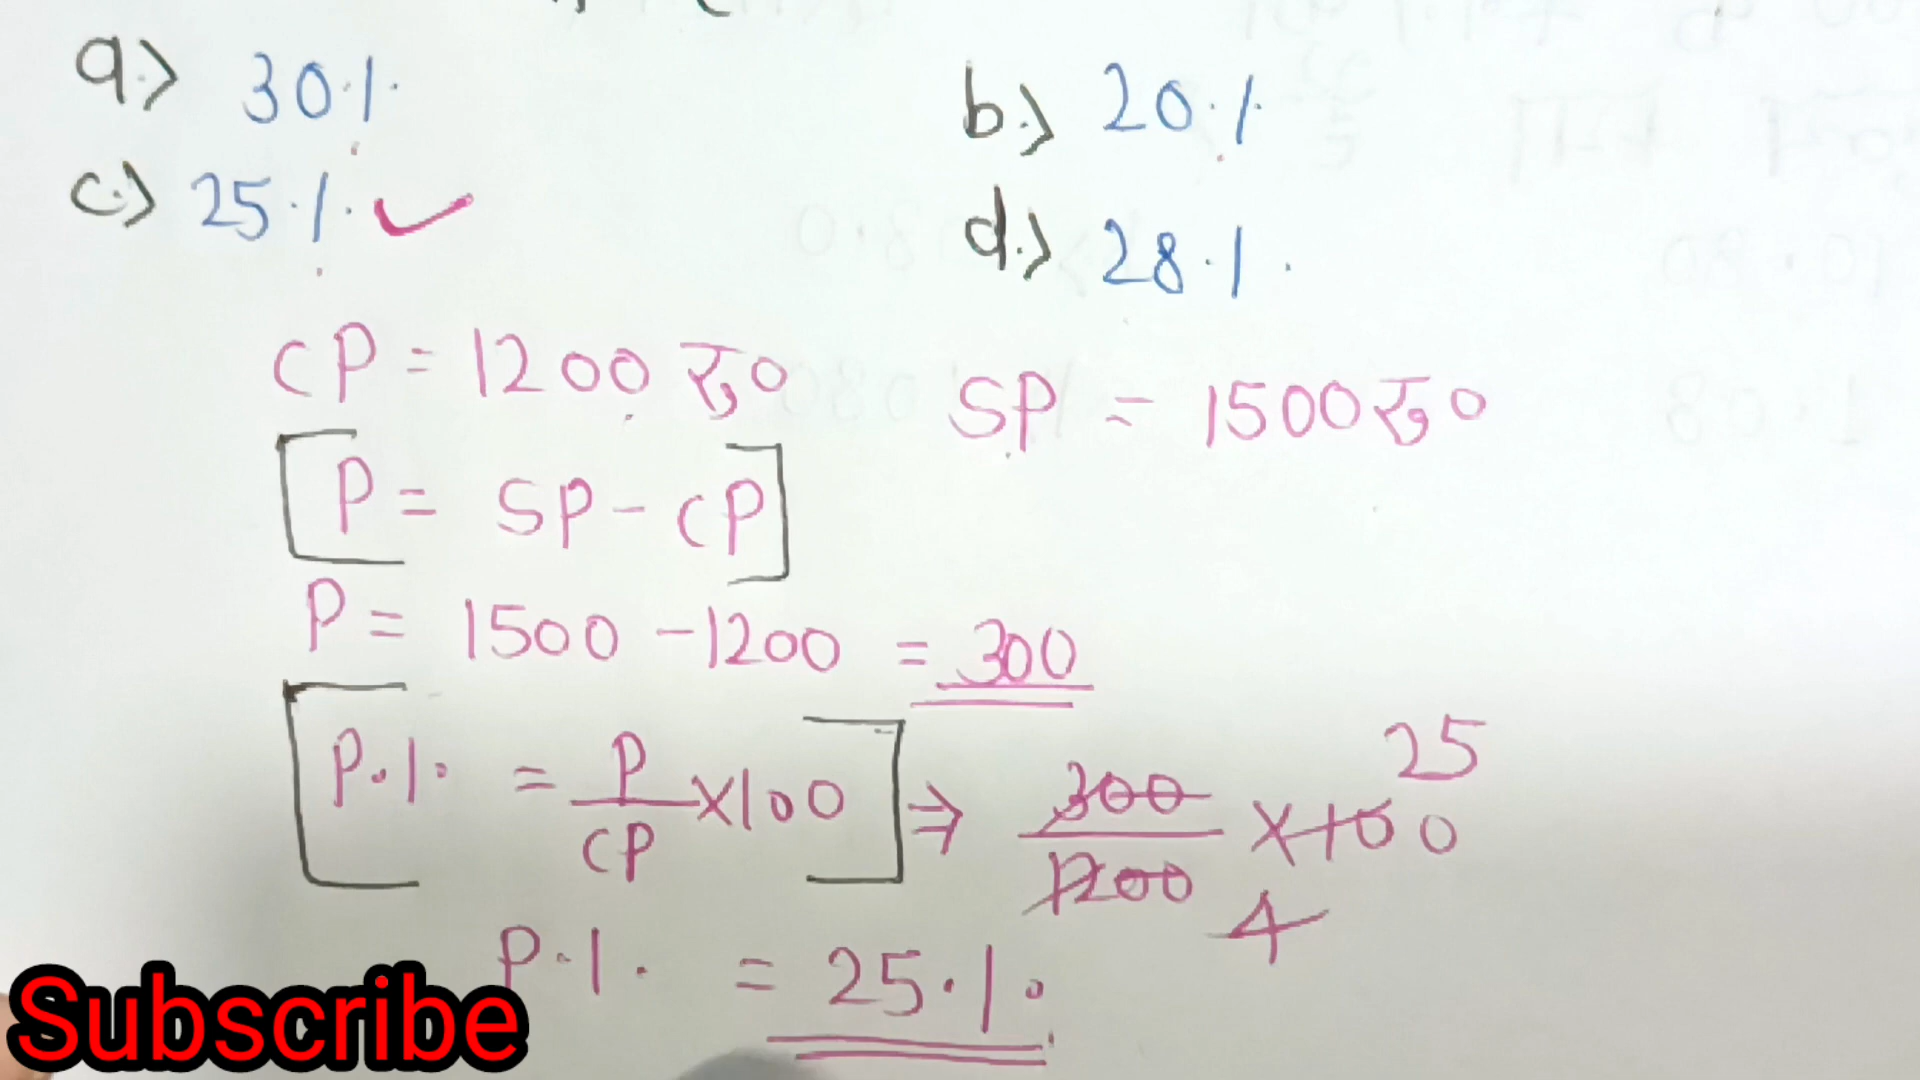 a.) 30%
b.) 20%
c.) 25% ✓
d.) 28%
CP = 1200 रु०
SP = 1500 रु०
[P = SP - CP]
P = 1500 - 1200 = 300
[P% = P/CP × 100] ⇒ 300/1200 × 100 25
4
P% = 25%
Subscribe